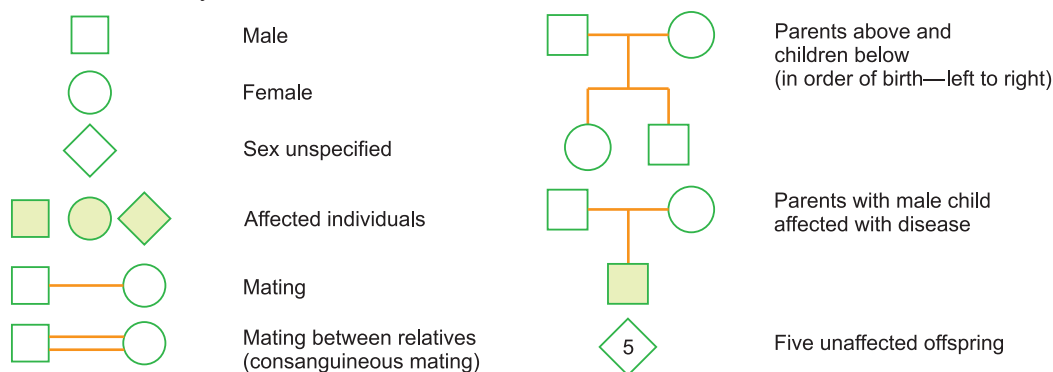 Male
Female
Sex unspecified
Affected individuals
Mating
Mating between relatives
(consanguineous mating)
Parents above and
children below
(in order of birth—left to right)
Parents with male child
affected with disease
5
Five unaffected offspring